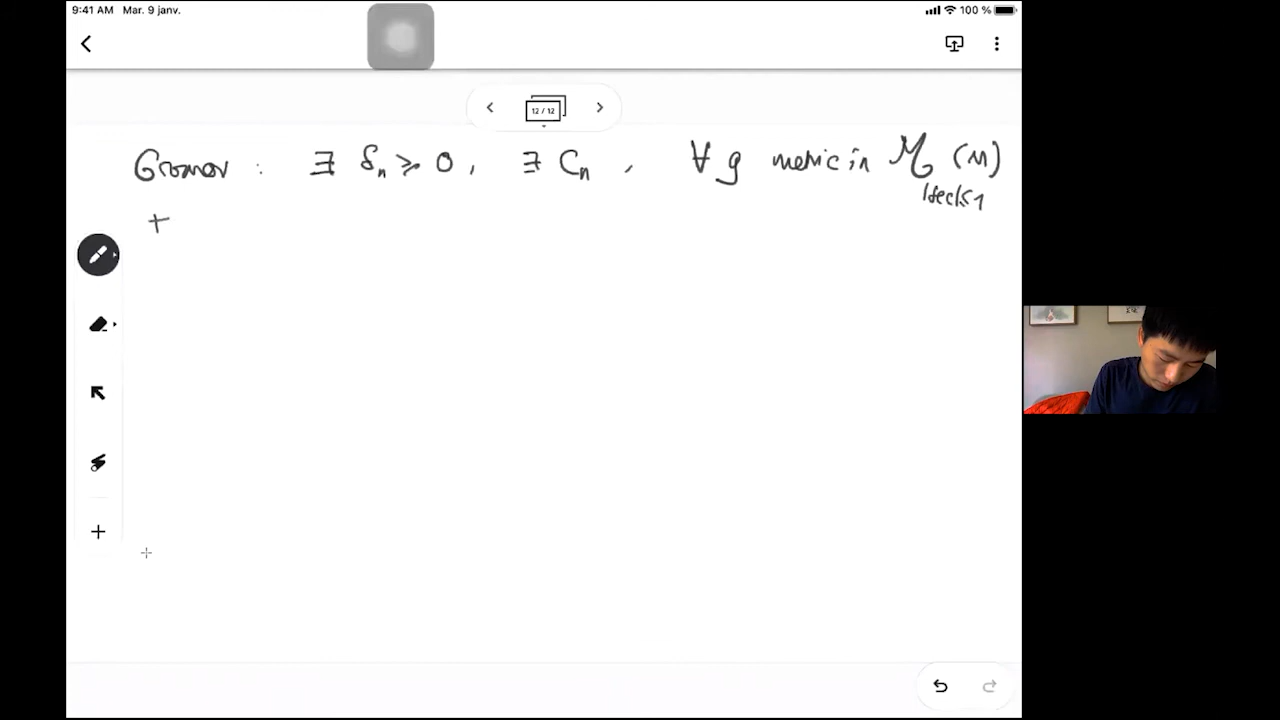 9:41 AM Mar. 9 janv.
100 %
12 / 12
Gromov : ∃ δₙ ⩾ 0, ∃ Cₙ, ∀ g metric in ℳ (M)
|sec|≤1
+